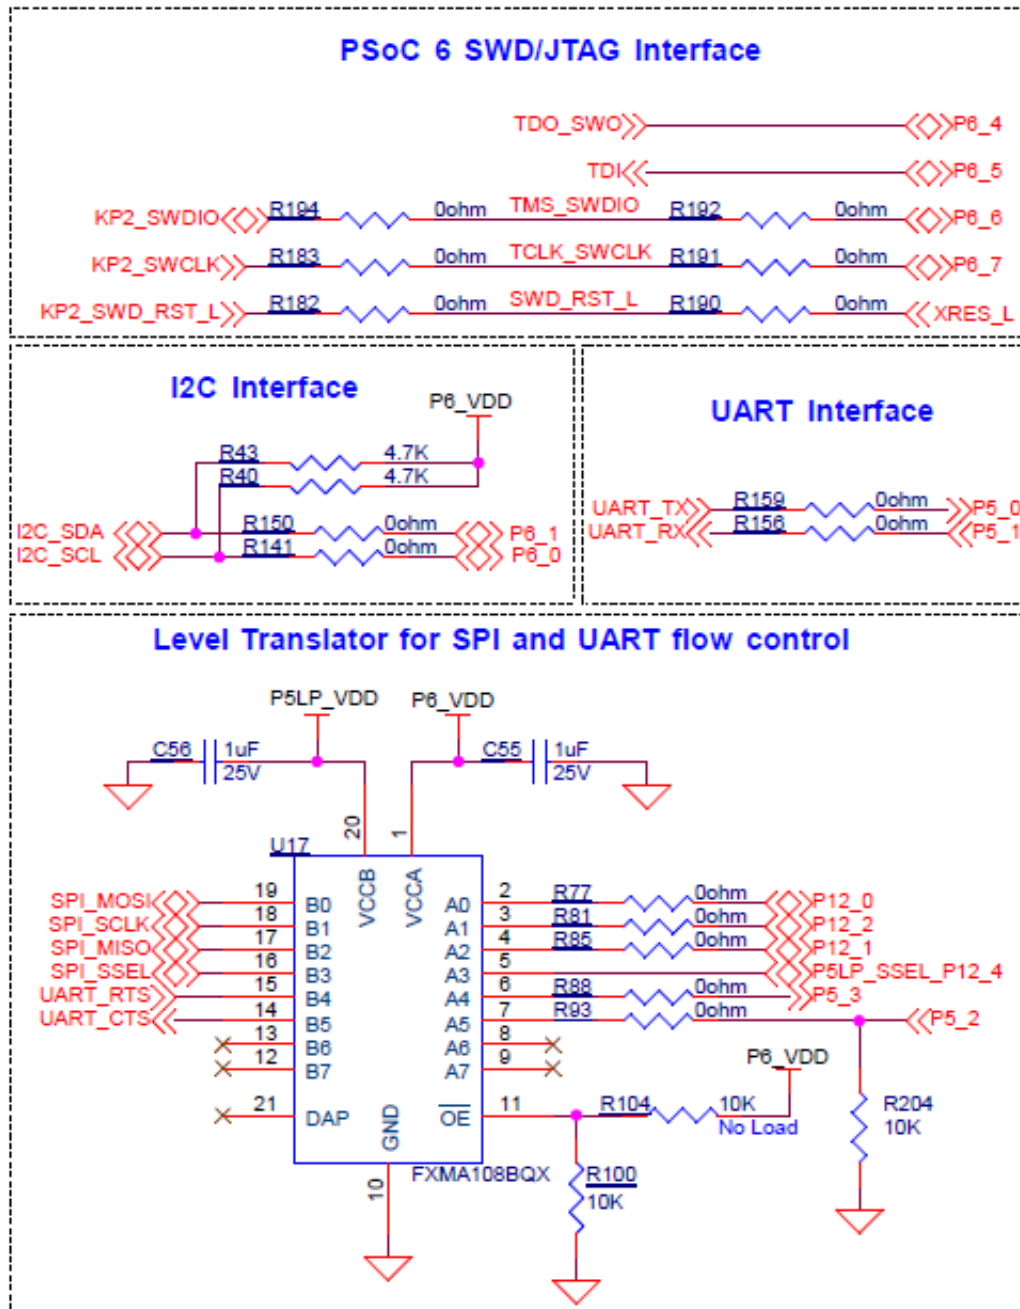 PSoC 6 SWD/JTAG Interface
TDO_SWO P6_4
TDI P6_5
KP2_SWDIO R194 0ohm TMS_SWDIO R192 0ohm P6_6
KP2_SWCLK R183 0ohm TCLK_SWCLK R191 0ohm P6_7
KP2_SWD_RST_L R182 0ohm SWD_RST_L R190 0ohm XRES_L
I2C Interface
P6_VDD
R43 4.7K
R40 4.7K
I2C_SDA R150 0ohm P6_1
I2C_SCL R141 0ohm P6_0
UART Interface
UART_TX R159 0ohm P5_0
UART_RX R156 0ohm P5_1
Level Translator for SPI and UART flow control
P5LP_VDD P6_VDD
C56 1uF C55 1uF
25V 25V
20 1
U17
VCCB VCCA
SPI_MOSI 19 B0 A0 2 R77 0ohm P12_0
SPI_SCLK 18 B1 A1 3 R81 0ohm P12_2
SPI_MISO 17 B2 A2 4 R85 0ohm P12_1
SPI_SSEL 16 B3 A3 5 P5LP_SSEL_P12_4
UART_RTS 15 B4 A4 6 R88 0ohm P5_3
UART_CTS 14 B5 A5 7 R93 0ohm P5_2
13 B6 A6 8
12 B7 A7 9
P6_VDD
21 DAP OE 11 R104 10K
No Load
R204
10K
GND
FXMA108BQX
10
R100
10K